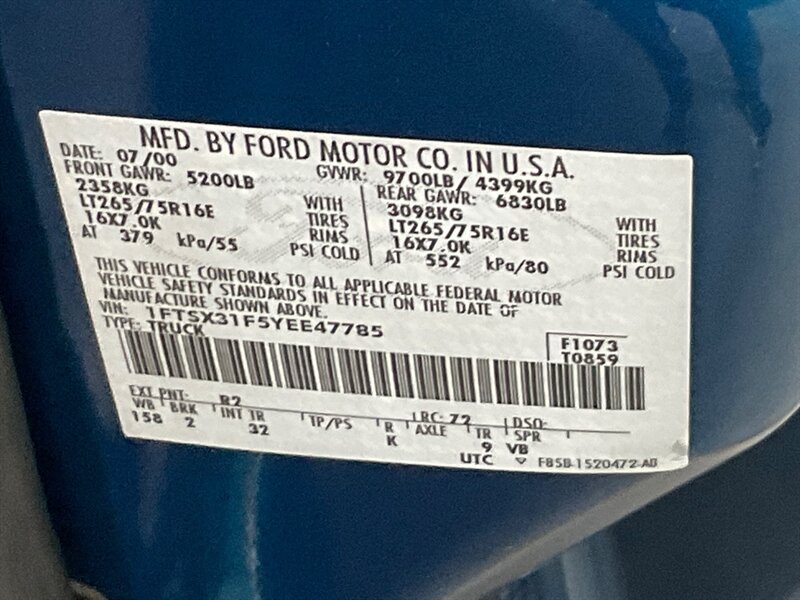 MFD. BY FORD MOTOR CO. IN U.S.A.
DATE: 07/00 GVWR: 9700LB/ 4399KG
FRONT GAWR: 5200LB REAR GAWR: 6830LB
2358KG 3098KG
LT265/75R16E WITH TIRES LT265/75R16E WITH TIRES
16X7.0K RIMS 16X7.0K RIMS
AT 379 kPa/55 PSI COLD AT 552 kPa/80 PSI COLD
THIS VEHICLE CONFORMS TO ALL APPLICABLE FEDERAL MOTOR
VEHICLE SAFETY STANDARDS IN EFFECT ON THE DATE OF
MANUFACTURE SHOWN ABOVE.
VIN: 1FTSX31F5YEE47785
TYPE: TRUCK F1073
T0859
EXT PNT: R2 RC: 72 DSO:
WB BRK INT TR TP/PS R AXLE TR SPR
158 2 32 K 9 VB
UTC F85B-1520472-AB